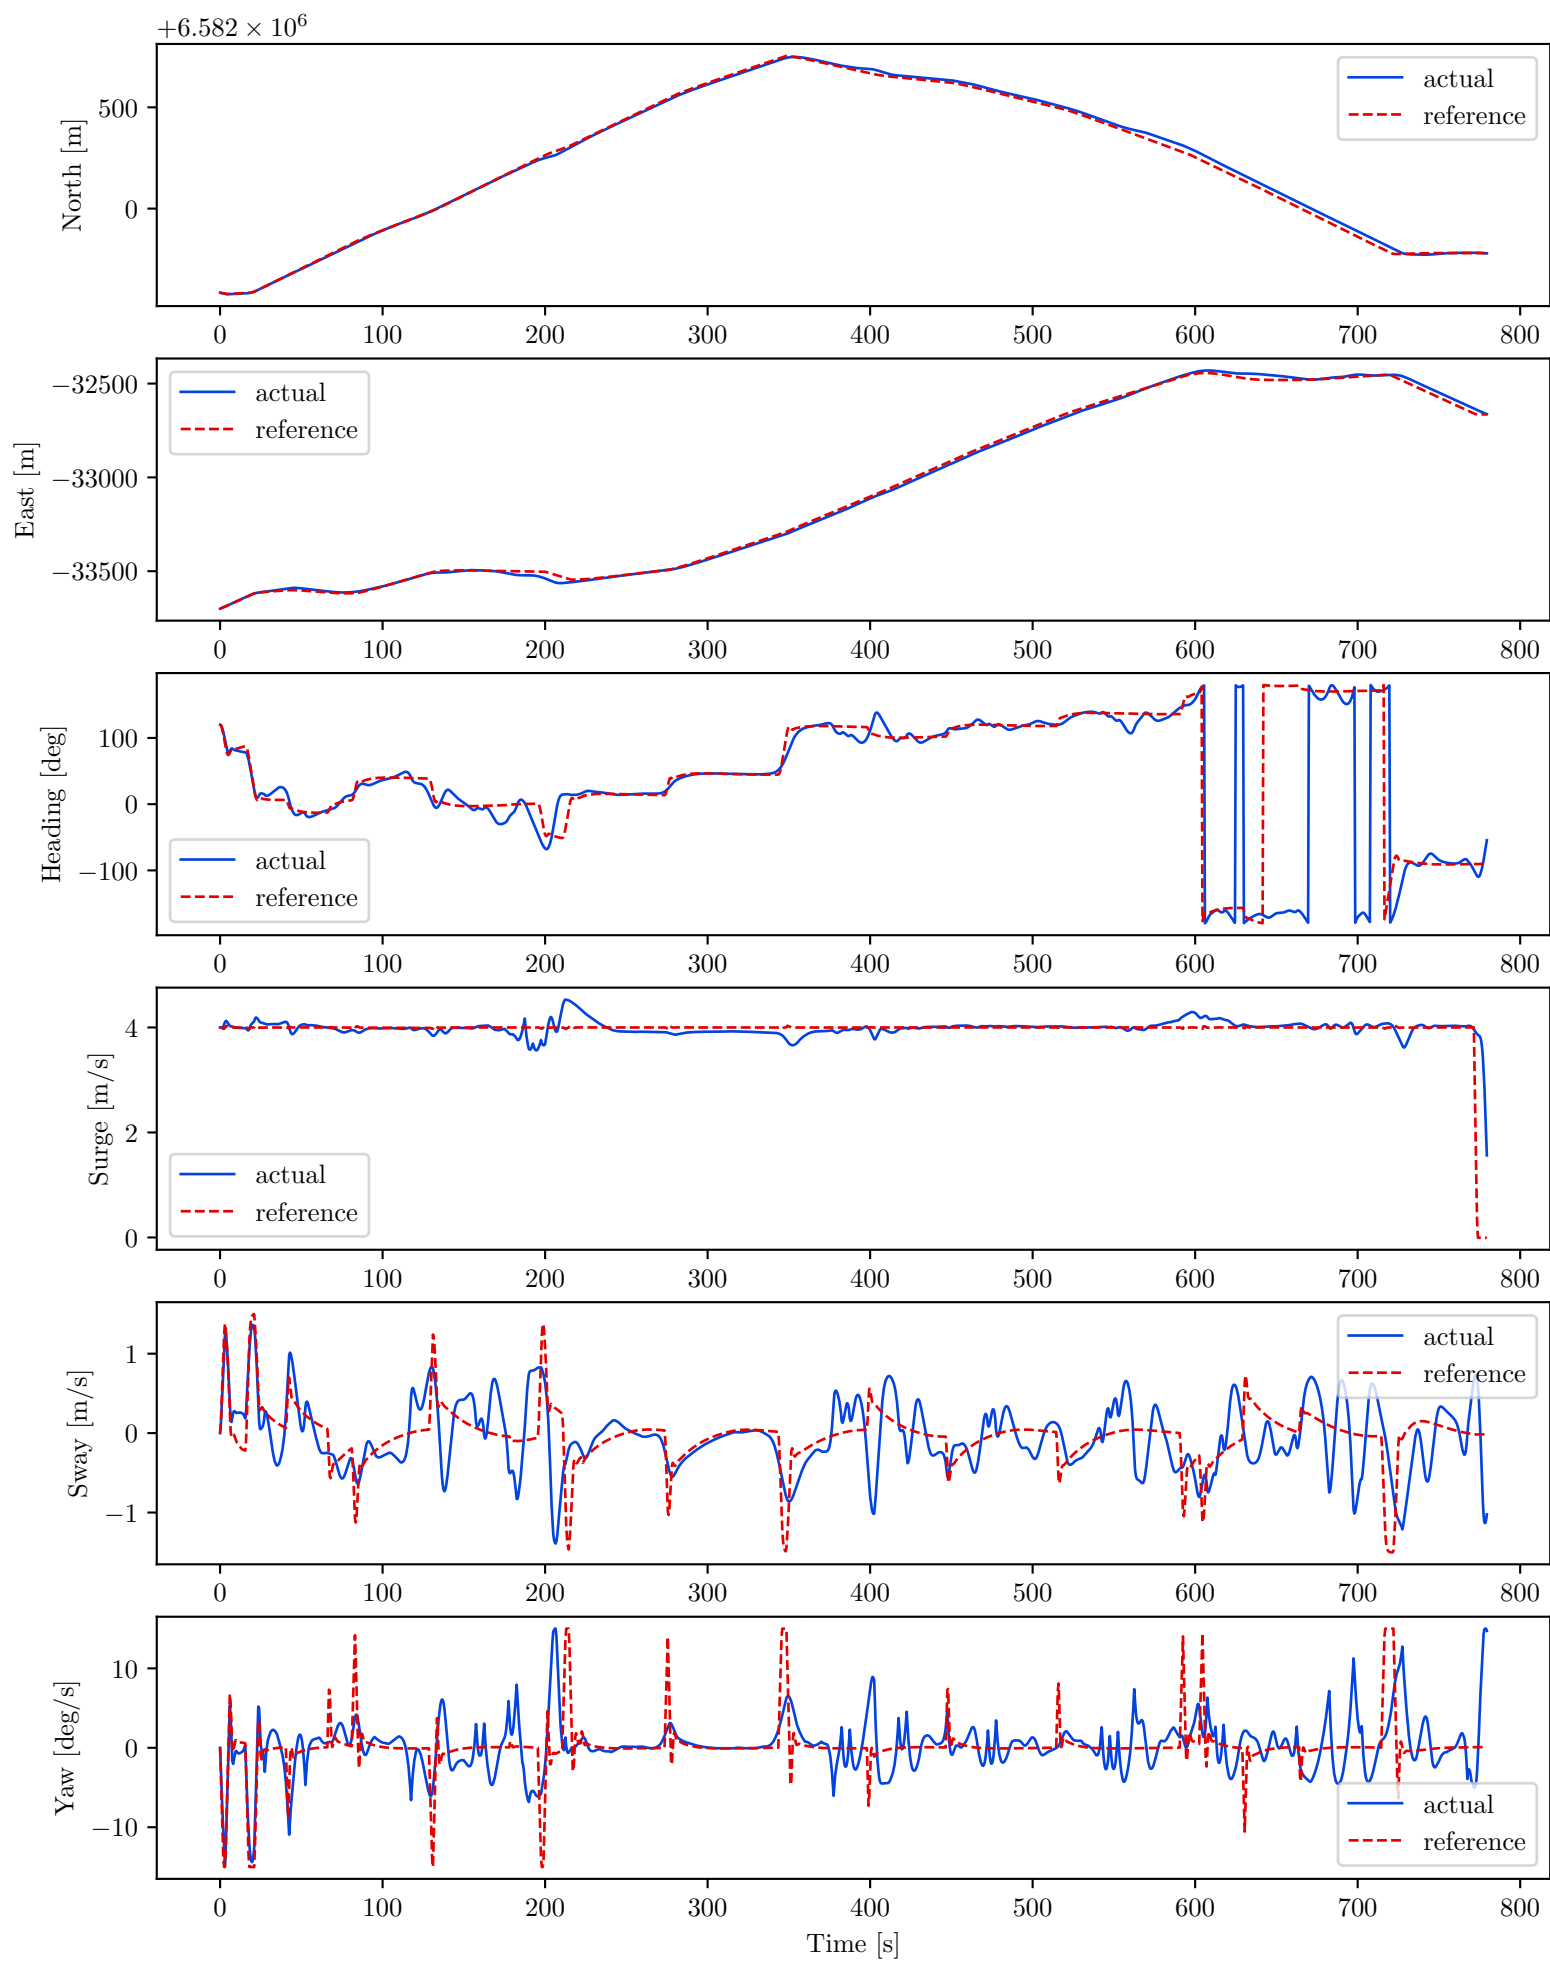 +6.582 × 10⁶
North [m]
500
0
actual
reference
0 100 200 300 400 500 600 700 800
East [m]
−32500
−33000
−33500
actual
reference
0 100 200 300 400 500 600 700 800
Heading [deg]
100
0
−100
actual
reference
0 100 200 300 400 500 600 700 800
Surge [m/s]
4
2
0
actual
reference
0 100 200 300 400 500 600 700 800
Sway [m/s]
1
0
−1
actual
reference
0 100 200 300 400 500 600 700 800
Yaw [deg/s]
10
0
−10
actual
reference
0 100 200 300 400 500 600 700 800
Time [s]